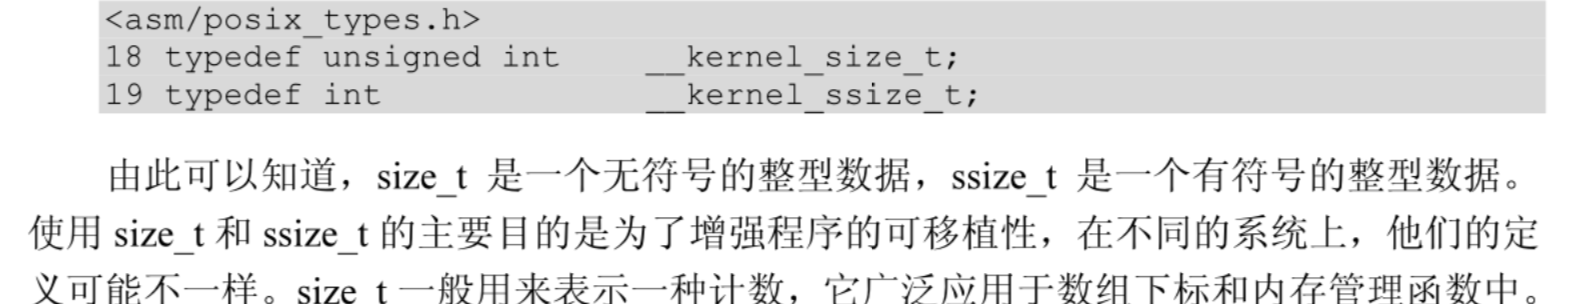 <asm/posix_types.h>
18 typedef unsigned int __kernel_size_t;
19 typedef int __kernel_ssize_t;
由此可以知道，size_t 是一个无符号的整型数据，ssize_t 是一个有符号的整型数据。
使用 size_t 和 ssize_t 的主要目的是为了增强程序的可移植性，在不同的系统上，他们的定
义可能不一样。size_t 一般用来表示一种计数，它广泛应用于数组下标和内存管理函数中。